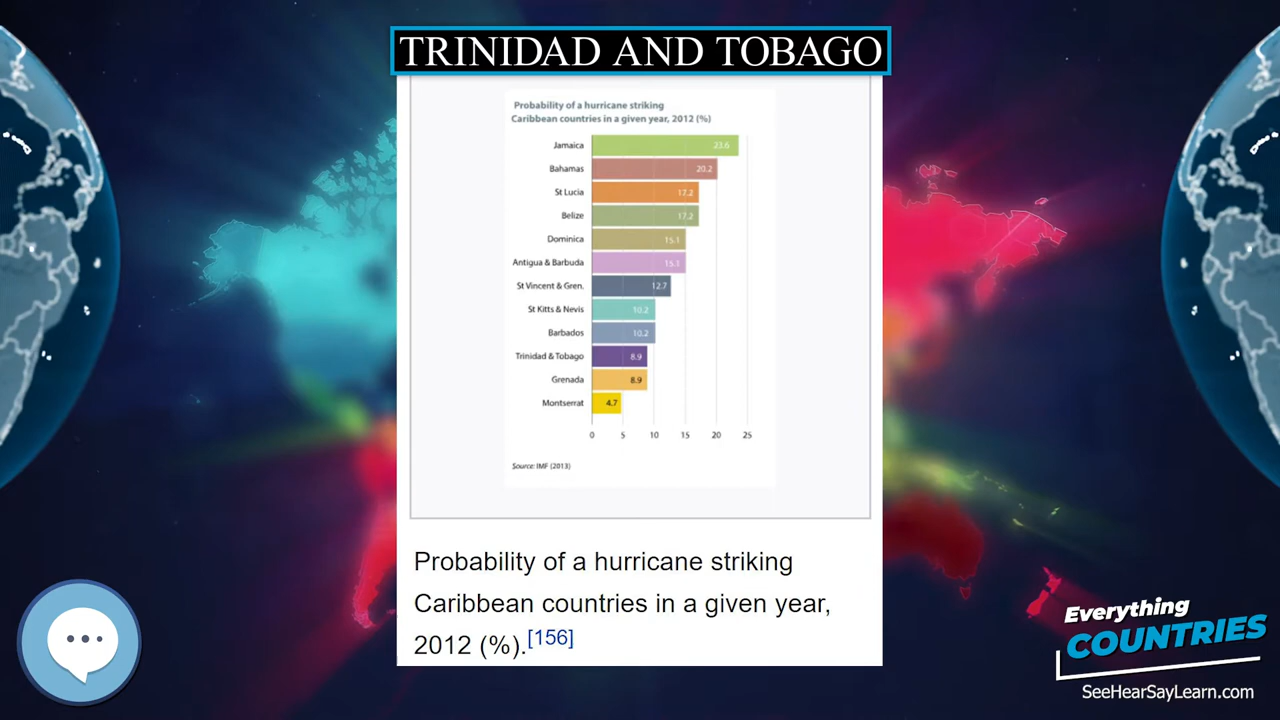 TRINIDAD AND TOBAGO
Probability of a hurricane striking
Caribbean countries in a given year, 2012 (%)
Jamaica 23.6
Bahamas 20.2
St Lucia 17.2
Belize 17.2
Dominica 15.1
Antigua & Barbuda 15.1
St Vincent & Gren. 12.7
St Kitts & Nevis 10.2
Barbados 10.2
Trinidad & Tobago 8.9
Grenada 8.9
Montserrat 4.7
0 5 10 15 20 25
Source: IMF (2013)
Probability of a hurricane striking
Caribbean countries in a given year,
2012 (%).[156]
Everything
COUNTRIES
SeeHearSayLearn.com